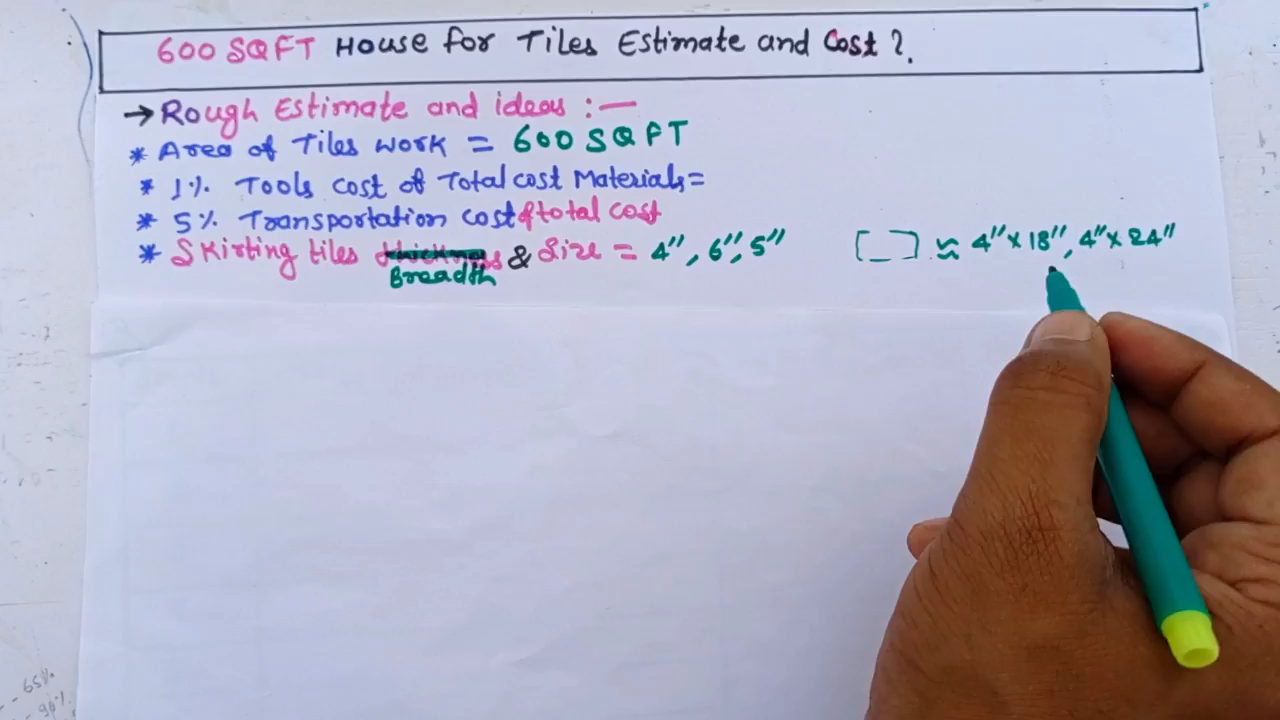 600 SQFT House for Tiles Estimate and Cost ?.
→ Rough Estimate and ideas :—
* Area of Tiles work = 600 SQFT
* 1% Tools cost of Total cost Materials=
* 5% Transportation cost of total cost
* Skirting tiles & Size = 4", 6", 5" [ ] ≈ 4"x18", 4"x24"
Breadth
- - 65%
- - 90%